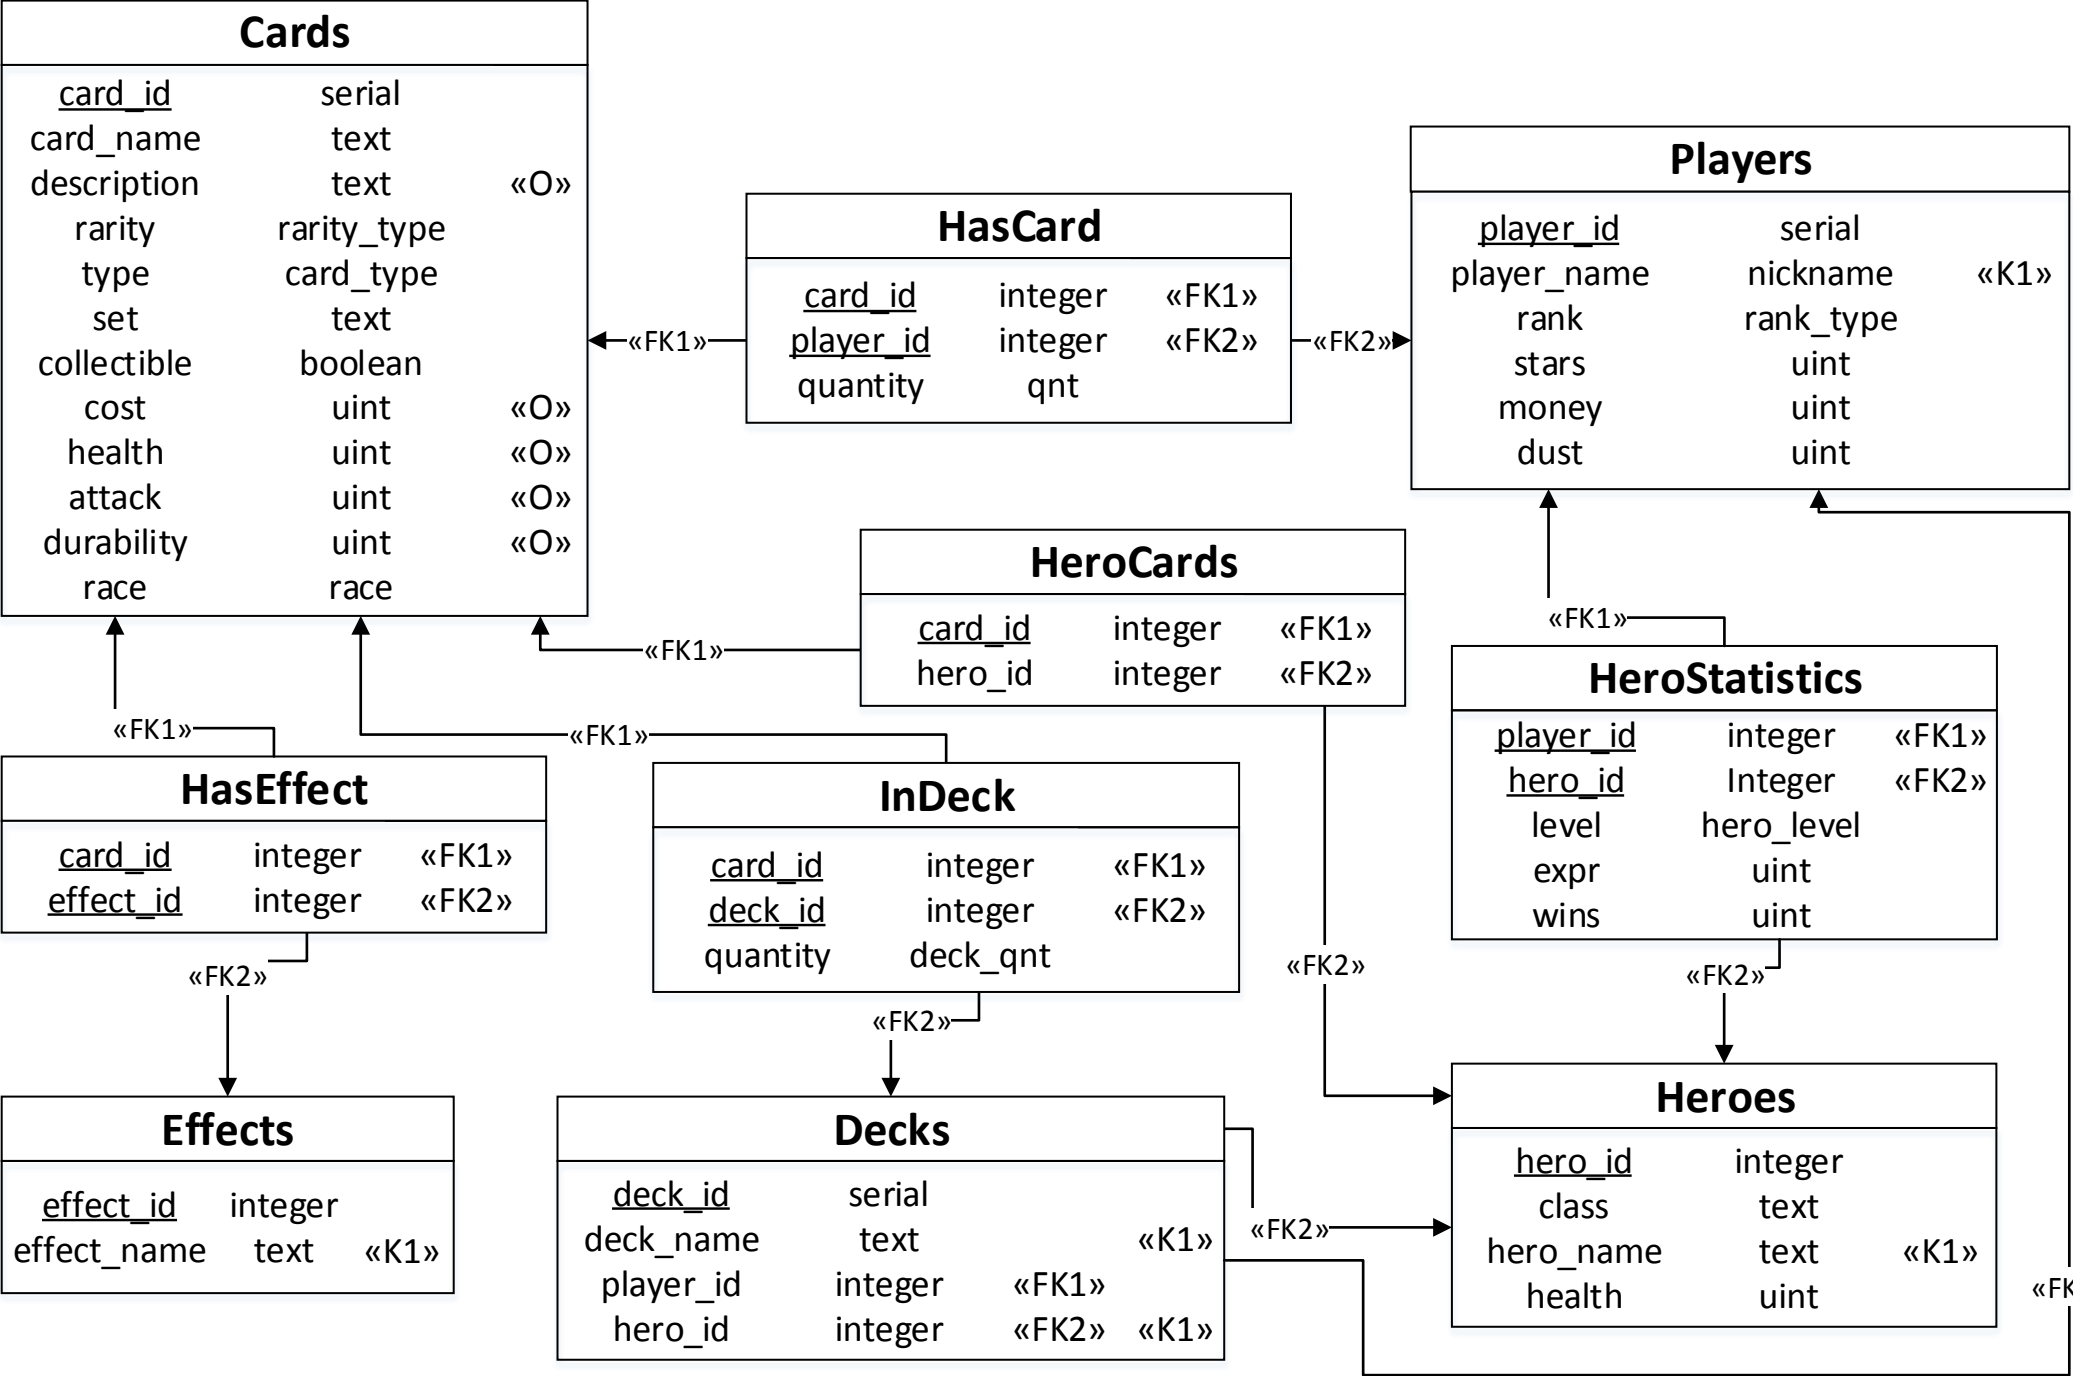 Cards
card_id serial
card_name text
description text «O»
rarity rarity_type
type card_type
set text
collectible boolean
cost uint «O»
health uint «O»
attack uint «O»
durability uint «O»
race race
HasCard
card_id integer «FK1»
player_id integer «FK2»
quantity qnt
«FK1»
«FK2»
Players
player_id serial
player_name nickname «K1»
rank rank_type
stars uint
money uint
dust uint
HeroCards
card_id integer «FK1»
hero_id integer «FK2»
«FK1»
«FK1»
HeroStatistics
player_id integer «FK1»
hero_id Integer «FK2»
level hero_level
expr uint
wins uint
«FK1»
«FK1»
HasEffect
card_id integer «FK1»
effect_id integer «FK2»
InDeck
card_id integer «FK1»
deck_id integer «FK2»
quantity deck_qnt
«FK2»
«FK2»
«FK2»
«FK2»
Effects
effect_id integer
effect_name text «K1»
Decks
deck_id serial
deck_name text «K1»
player_id integer «FK1»
hero_id integer «FK2» «K1»
«FK2»
Heroes
hero_id integer
class text
hero_name text «K1»
health uint
«FK